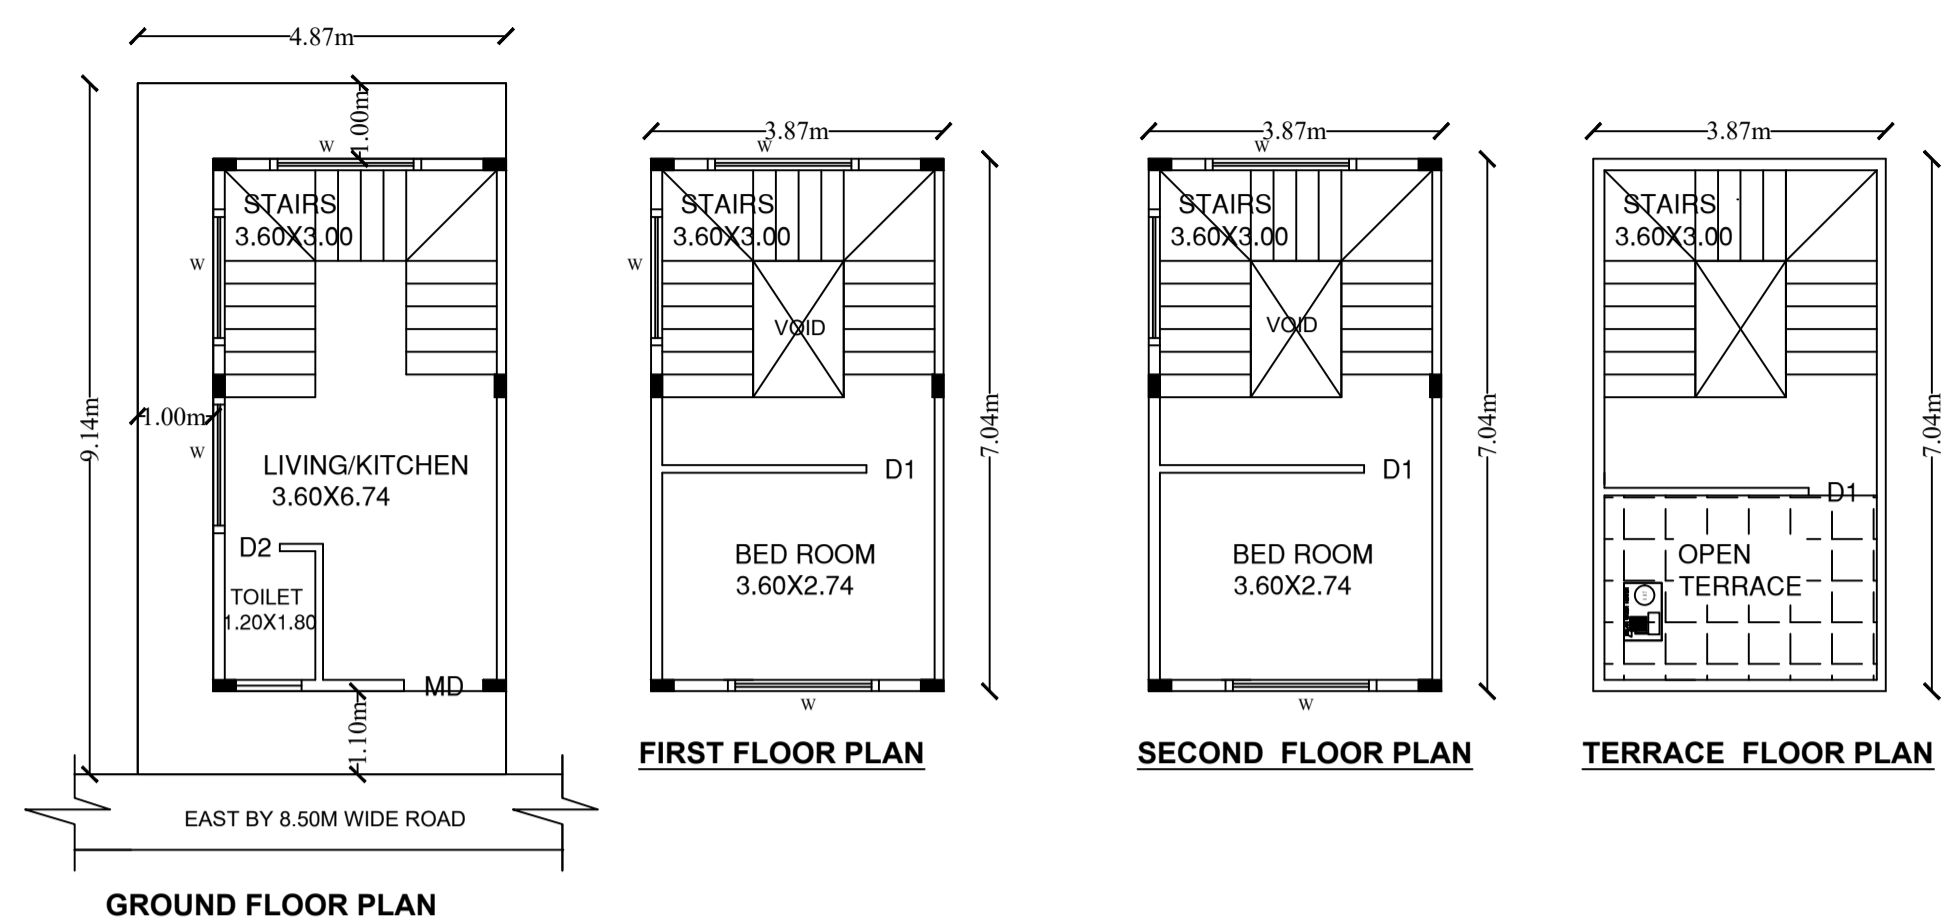 4.87m
9.14m
1.00m
W
STAIRS
3.60X3.00
W
1.00m
W
LIVING/KITCHEN
3.60X6.74
D2
TOILET
1.20X1.80
MD
1.10m
EAST BY 8.50M WIDE ROAD
GROUND FLOOR PLAN
3.87m
W
STAIRS
3.60X3.00
W
VOID
7.04m
D1
BED ROOM
3.60X2.74
W
FIRST FLOOR PLAN
3.87m
W
STAIRS
3.60X3.00
VOID
7.04m
D1
BED ROOM
3.60X2.74
W
SECOND FLOOR PLAN
3.87m
STAIRS
3.60X3.00
7.04m
D1
OPEN
TERRACE
TERRACE FLOOR PLAN